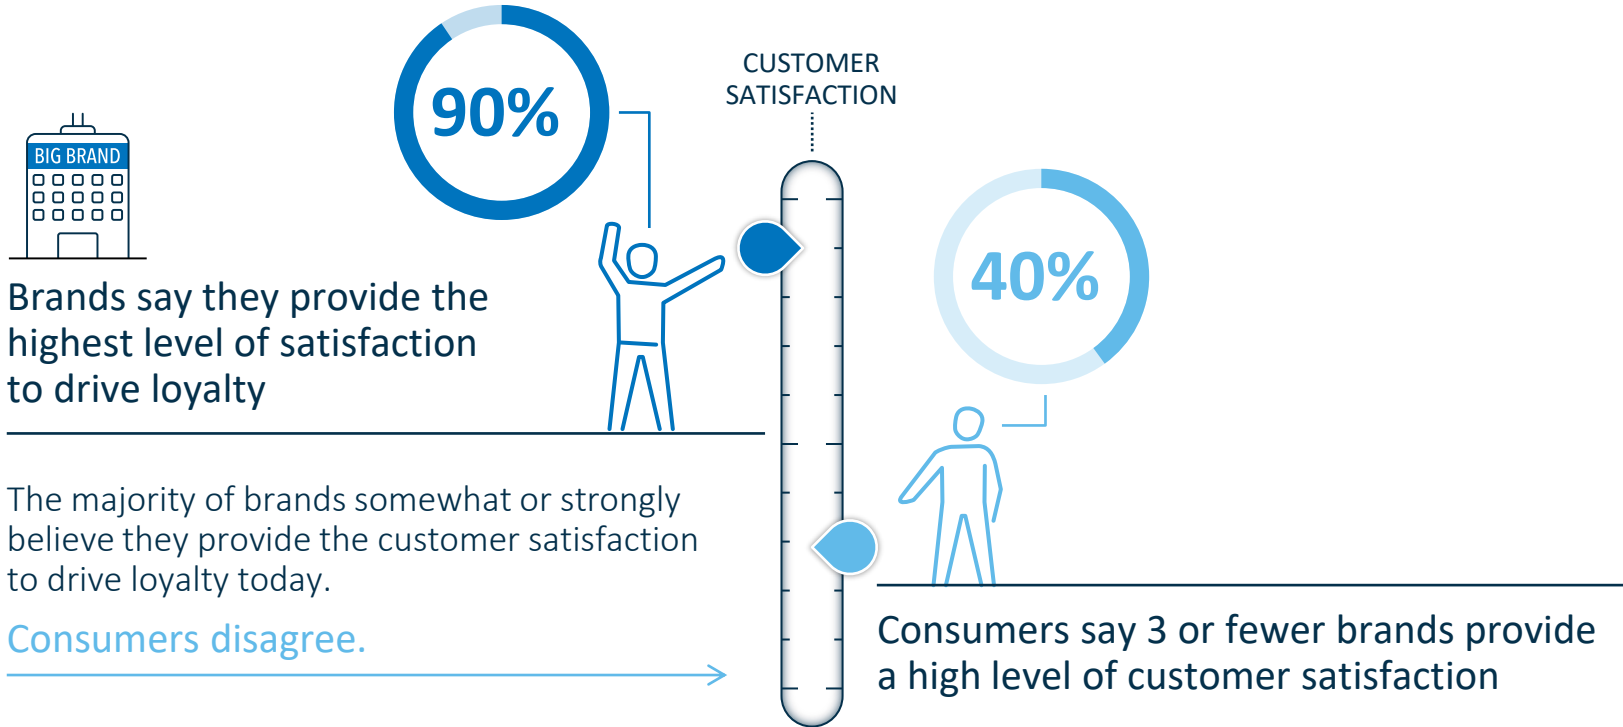 90%
BIG BRAND
Brands say they provide the
highest level of satisfaction
to drive loyalty
The majority of brands somewhat or strongly
believe they provide the customer satisfaction
to drive loyalty today.
Consumers disagree.
CUSTOMER
SATISFACTION
40%
Consumers say 3 or fewer brands provide
a high level of customer satisfaction